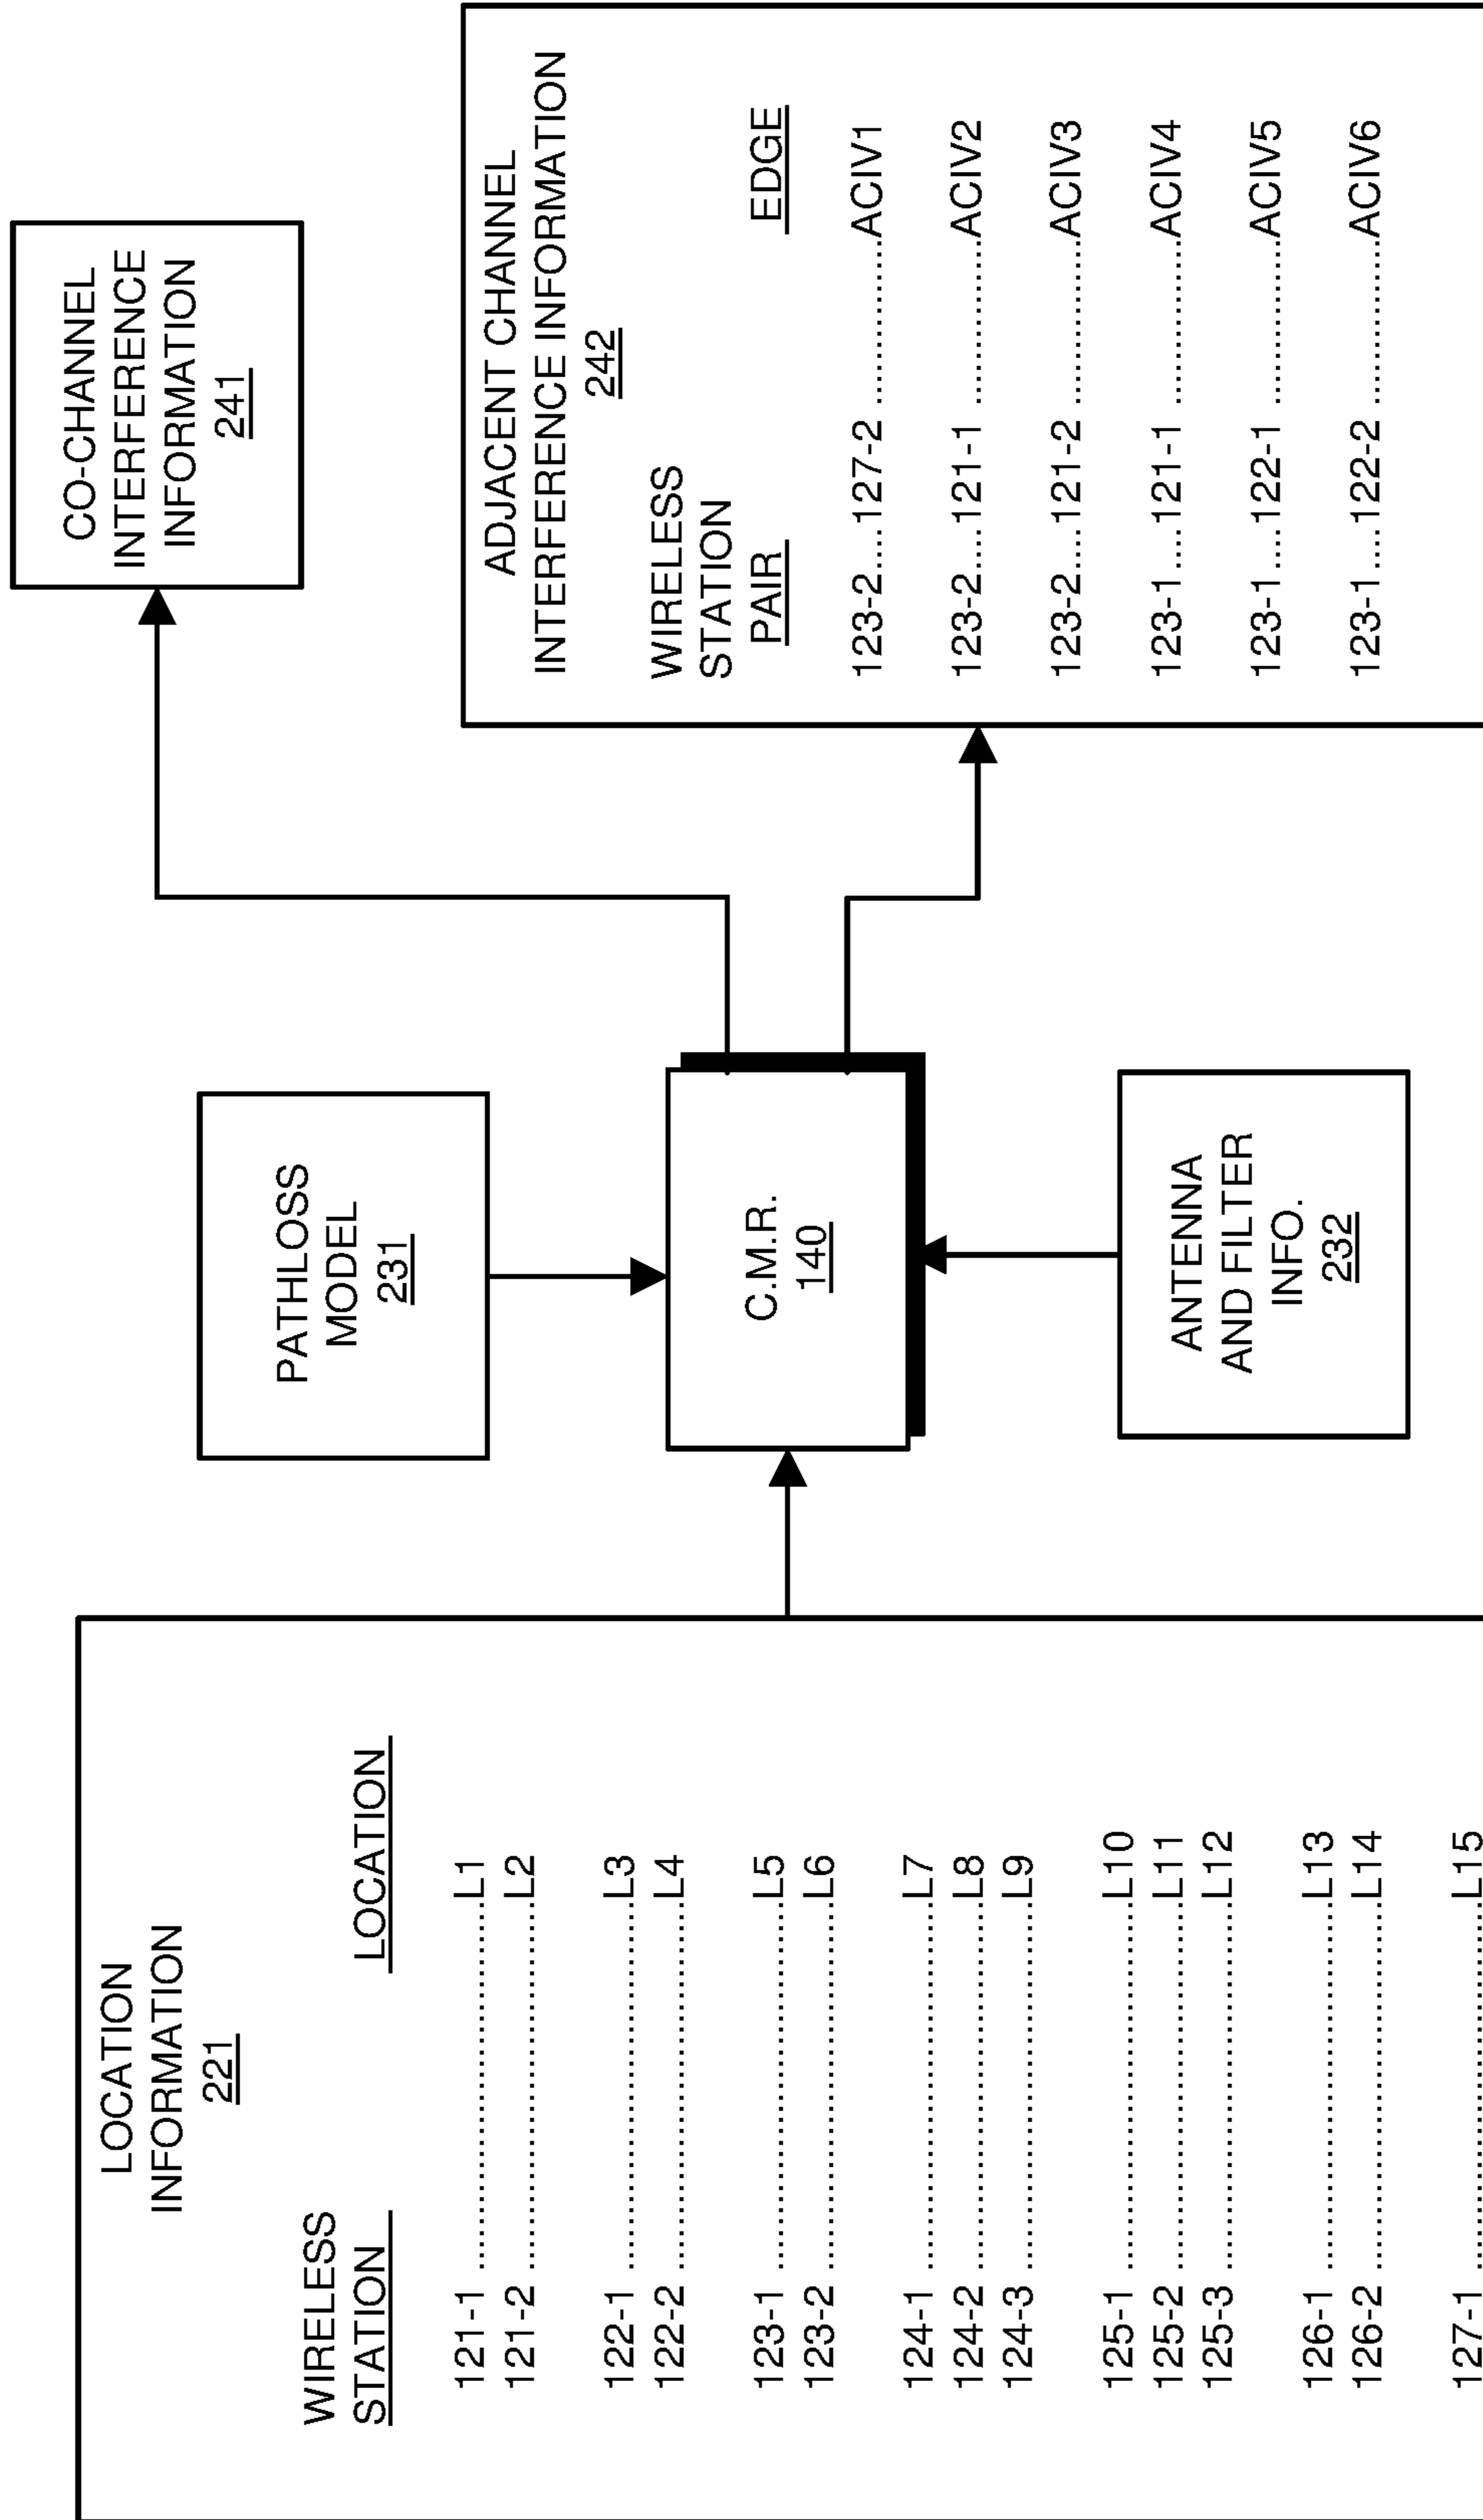 LOCATION
INFORMATION
221
WIRELESS
STATION
LOCATION
121-1 ........ L1
121-2 ........ L2
122-1 ........ L3
122-2 ........ L4
123-1 ........ L5
123-2 ........ L6
124-1 ........ L7
124-2 ........ L8
124-3 ........ L9
125-1 ........ L10
125-2 ........ L11
125-3 ........ L12
126-1 ........ L13
126-2 ........ L14
127-1 ........ L15
PATHLOSS
MODEL
231
C.M.R.
140
ANTENNA
AND FILTER
INFO.
232
CO-CHANNEL
INTERFERENCE
INFORMATION
241
ADJACENT CHANNEL
INTERFERENCE INFORMATION
242
WIRELESS
STATION
PAIR
EDGE
123-2....127-2 ........ ACIV1
123-2....121-1 ........ ACIV2
123-2....121-2 ........ ACIV3
123-1....121-1 ........ ACIV4
123-1....122-1 ........ ACIV5
123-1....122-2 ........ ACIV6